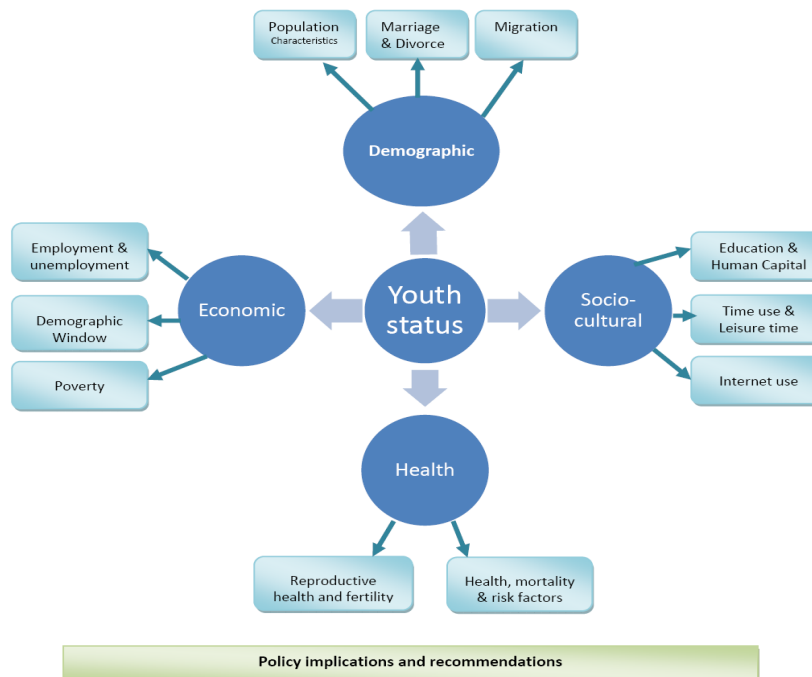 Population
Characteristics
Marriage
& Divorce
Migration
Demographic
Employment &
unemployment
Demographic
Window
Poverty
Economic
Youth
status
Socio-
cultural
Education &
Human Capital
Time use &
Leisure time
Internet use
Health
Reproductive
health and fertility
Health, mortality
& risk factors
Policy implications and recommendations